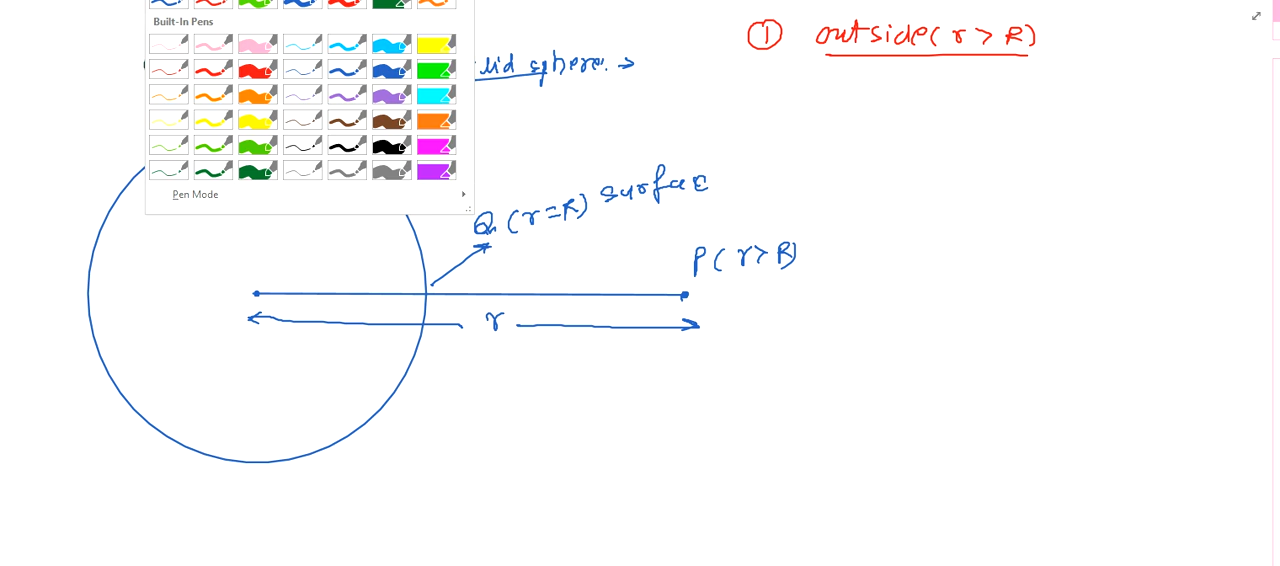 Built-In Pens
① outside( r > R)
lid sphere. →
Pen Mode
Q (r=R) surface
P( r > R)
r